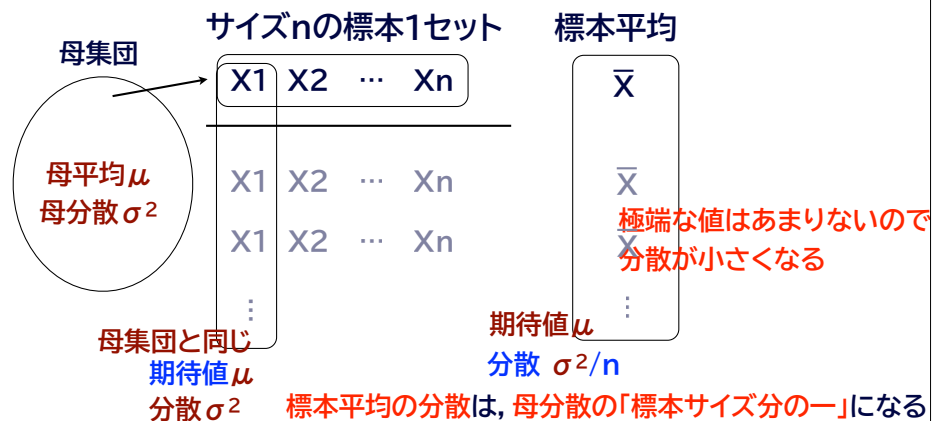 サイズnの標本1セット 標本平均
母集団
X1 X2 … Xn x̅
母平均μ
母分散σ²
X1 X2 … Xn x̅
X1 X2 … Xn x̅
極端な値はあまりないので
分散が小さくなる
⋮ ⋮
母集団と同じ
期待値μ
分散σ²
期待値μ
分散 σ²/n
標本平均の分散は, 母分散の「標本サイズ分の一」になる